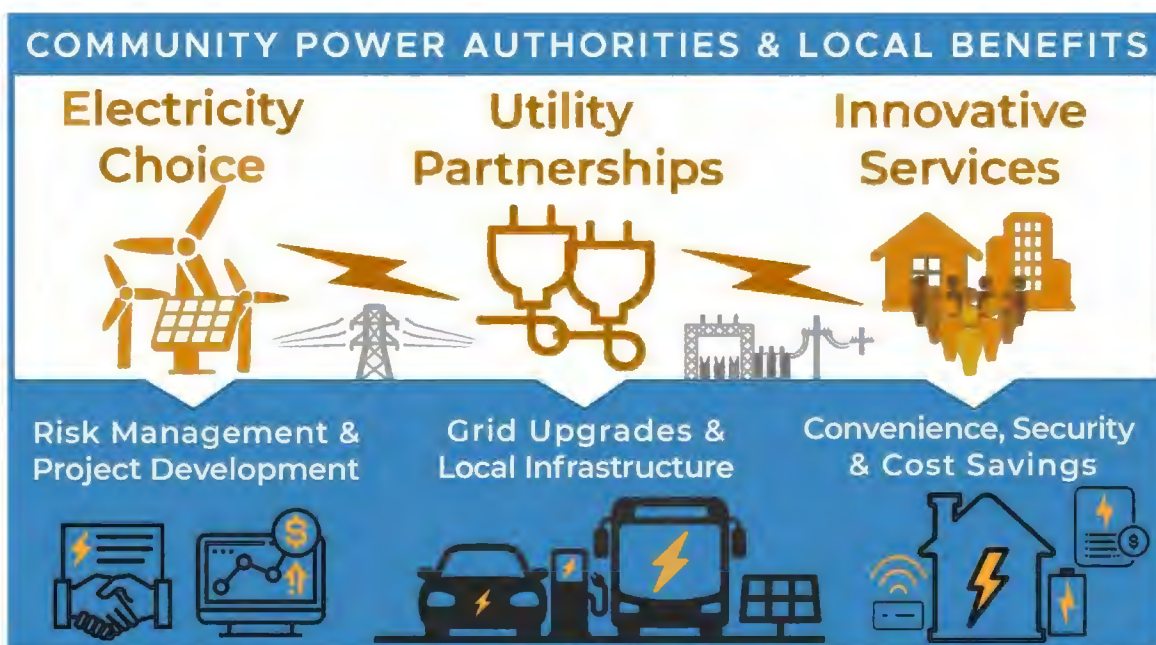 COMMUNITY POWER AUTHORITIES & LOCAL BENEFITS
Electricity
Choice
Utility
Partnerships
Innovative
Services
Risk Management &
Project Development
Grid Upgrades &
Local Infrastructure
Convenience, Security
& Cost Savings
$
$